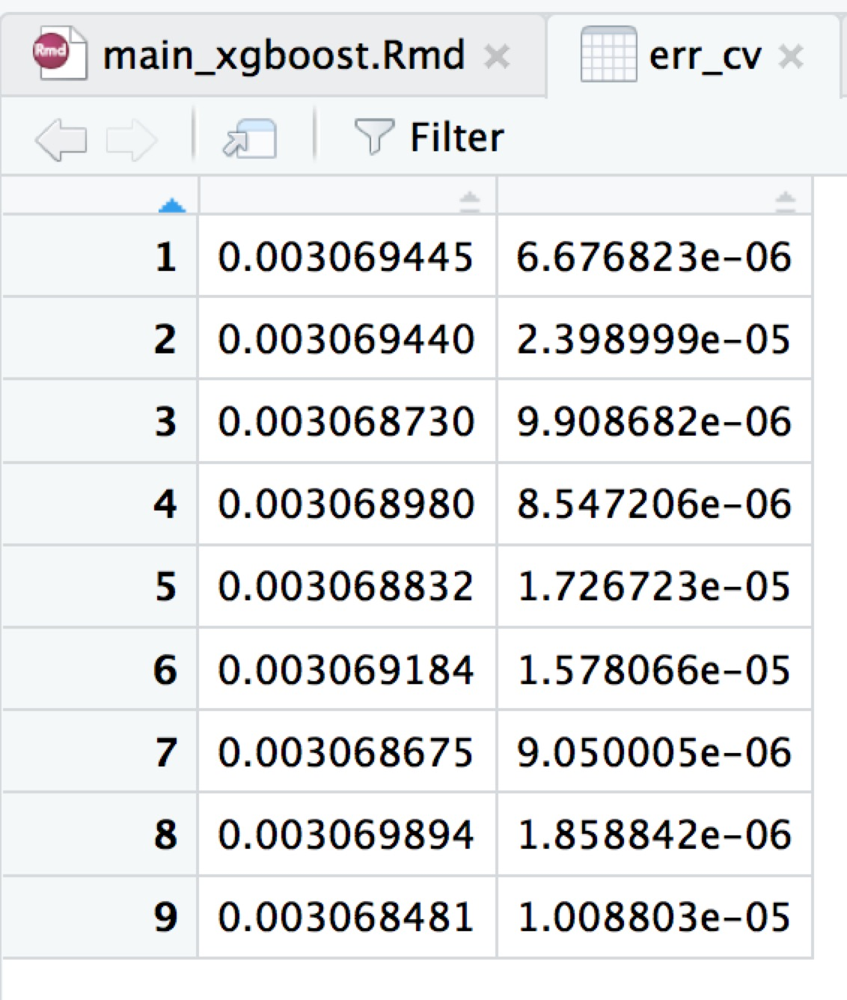 Rmd main_xgboost.Rmd err_cv
Filter
1 0.003069445 6.676823e-06
2 0.003069440 2.398999e-05
3 0.003068730 9.908682e-06
4 0.003068980 8.547206e-06
5 0.003068832 1.726723e-05
6 0.003069184 1.578066e-05
7 0.003068675 9.050005e-06
8 0.003069894 1.858842e-06
9 0.003068481 1.008803e-05